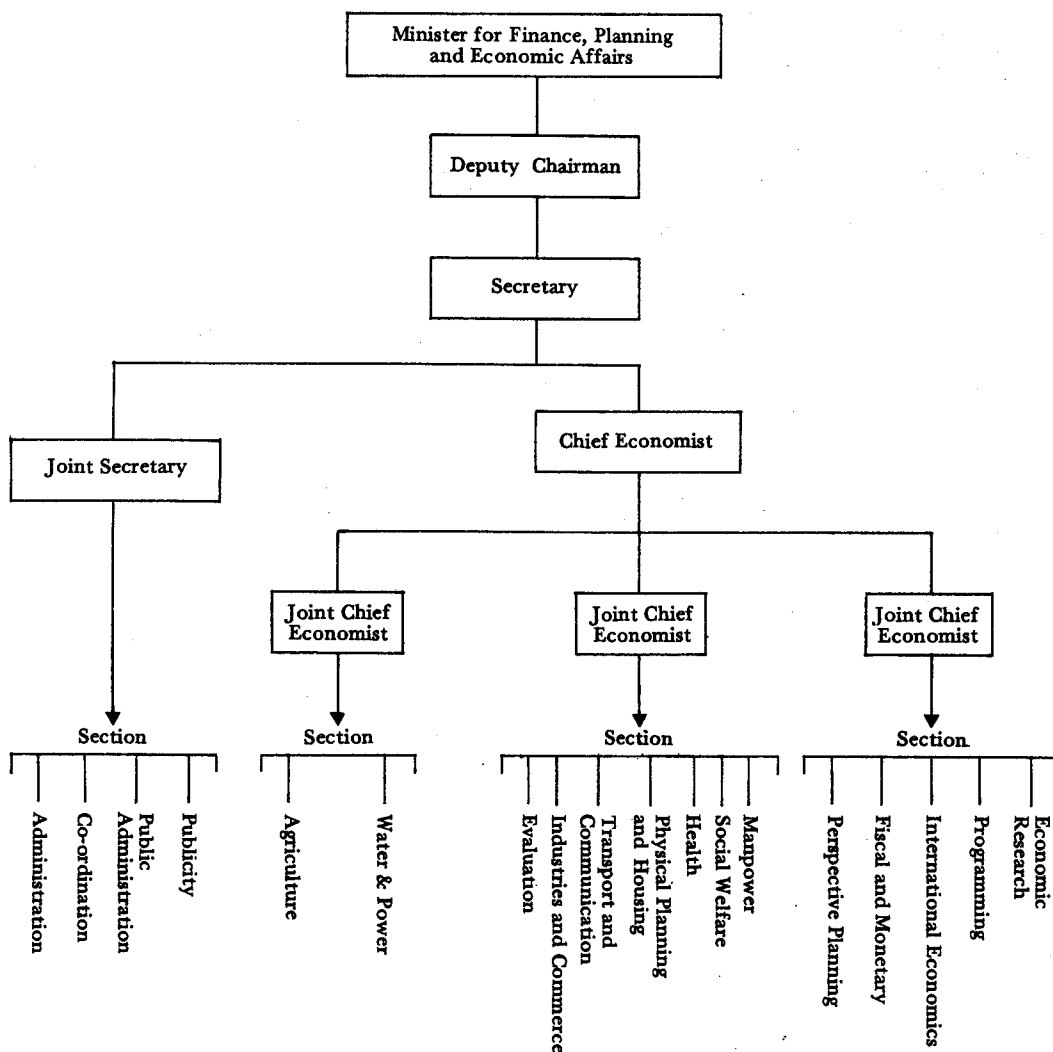 Minister for Finance, Planning
and Economic Affairs
Deputy Chairman
Secretary
Joint Secretary
Chief Economist
Joint Chief
Economist
Joint Chief
Economist
Joint Chief
Economist
Section
Section
Section
Section
Administration
Co-ordination
Public
Administration
Publicity
Agriculture
Water & Power
Evaluation
Industries and Commerce
Transport and
Communication
Physical Planning
and Housing
Health
Social Welfare
Manpower
Perspective Planning
Fiscal and Monetary
International Economics
Programming
Economic
Research